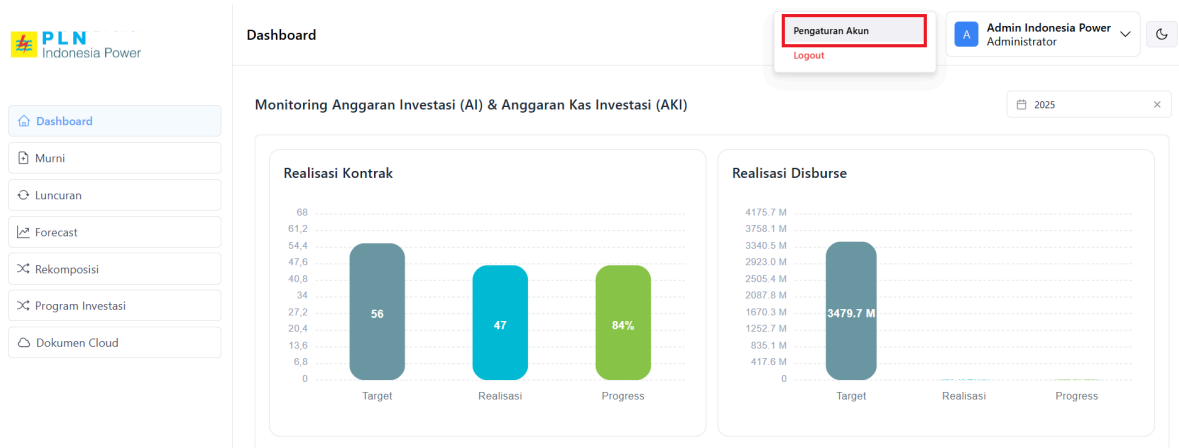 PLN
Indonesia Power
Dashboard
Pengaturan Akun
Logout
A
Admin Indonesia Power
Administrator
Dashboard
Murni
Luncuran
Forecast
Rekomposisi
Program Investasi
Dokumen Cloud
Monitoring Anggaran Investasi (AI) & Anggaran Kas Investasi (AKI)
2025
Realisasi Kontrak
68
61,2
54,4
47,6
40,8
34
27,2
20,4
13,6
6,8
0
56
47
84%
Target
Realisasi
Progress
Realisasi Disburse
4175.7 M
3758.1 M
3340.5 M
2923.0 M
2505.4 M
2087.8 M
1670.3 M
1252.7 M
835.1 M
417.6 M
0
3479.7 M
Target
Realisasi
Progress